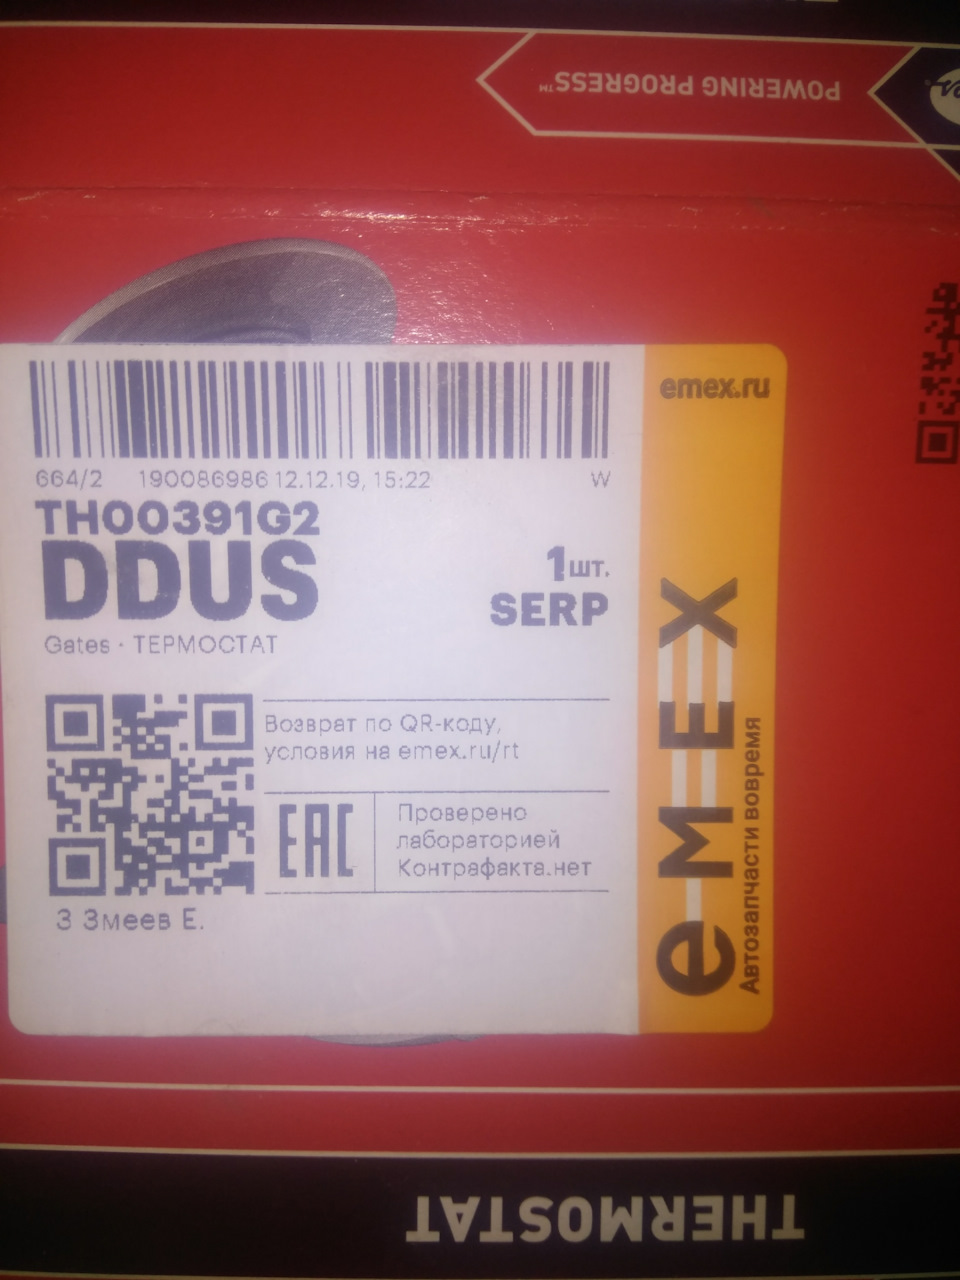 POWERING PROGRESS™
emex.ru
664/2 190086986 12.12.19, 15:22 W
TH00391G2
DDUS
1шт.
SERP
Gates · ТЕРМОСТАТ
Возврат по QR-коду,
условия на emex.ru/rt
EAC
Проверено
лабораторией
Контрафакта.нет
3 Змеев Е.
e-MEX
Автозапчасти вовремя
THERMOSTAT